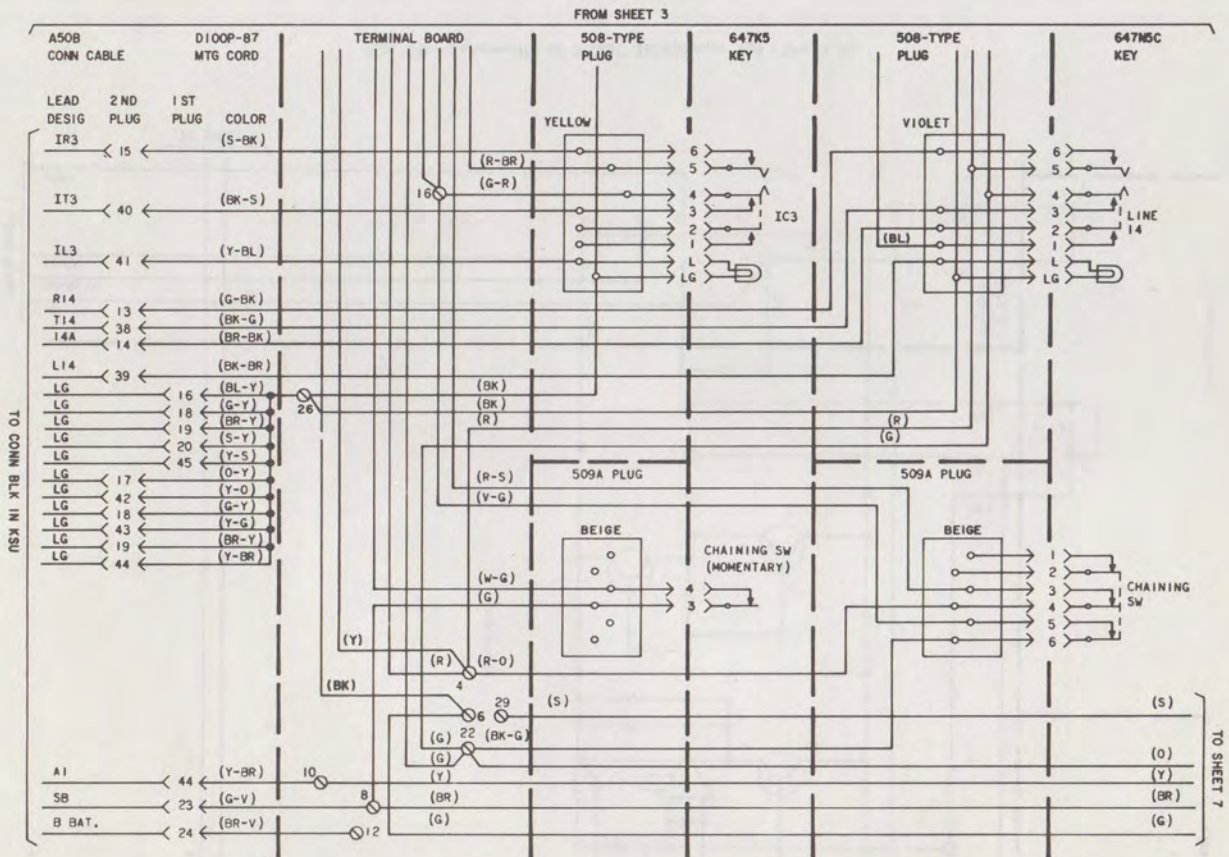 FROM SHEET 3
A50B CONN CABLE
D100P-87 MTG CORD
TERMINAL BOARD
508-TYPE PLUG
647K5 KEY
508-TYPE PLUG
647N5C KEY
LEAD DESIG
2ND PLUG
1ST PLUG
COLOR
YELLOW
VIOLET
IR3 15 (S-BK)
(R-BR)
6
5
6
5
16
(G-R)
4
4
IT3 40 (BK-S)
3
2
1
IC3
3
2
1
LINE 14
(BL)
IL3 41 (Y-BL)
L
LG
L
LG
R14 13 (G-BK)
T14 38 (BK-G)
14A 14 (BR-BK)
L14 39 (BK-BR)
LG 16 (BL-Y)
LG 18 (G-Y)
LG 19 (BR-Y)
LG 20 (S-Y)
LG 45 (Y-S)
LG 17 (O-Y)
LG 42 (Y-O)
LG 18 (G-Y)
LG 43 (Y-G)
LG 19 (BR-Y)
LG 44 (Y-BR)
TO CONN BLK IN KSU
26
(BK)
(BK)
(R)
(R)
(G)
509A PLUG
509A PLUG
(R-S)
(V-G)
BEIGE
CHAINING SW (MOMENTARY)
BEIGE
1
2
3
4
5
6
CHAINING SW
(W-G)
4
(G)
3
(Y)
(R)
(R-O)
4
(BK)
6
29
(S)
(S)
22
(G)
(BK-G)
(G)
(O)
TO SHEET 7
A1 44 (Y-BR)
10
(Y)
(Y)
SB 23 (G-V)
8
(BR)
(BR)
B BAT. 24 (BR-V)
12
(G)
(G)